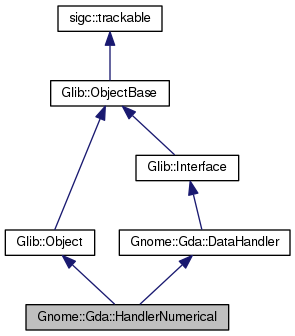 sigc::trackable
Glib::ObjectBase
Glib::Interface
Glib::Object
Gnome::Gda::DataHandler
Gnome::Gda::HandlerNumerical